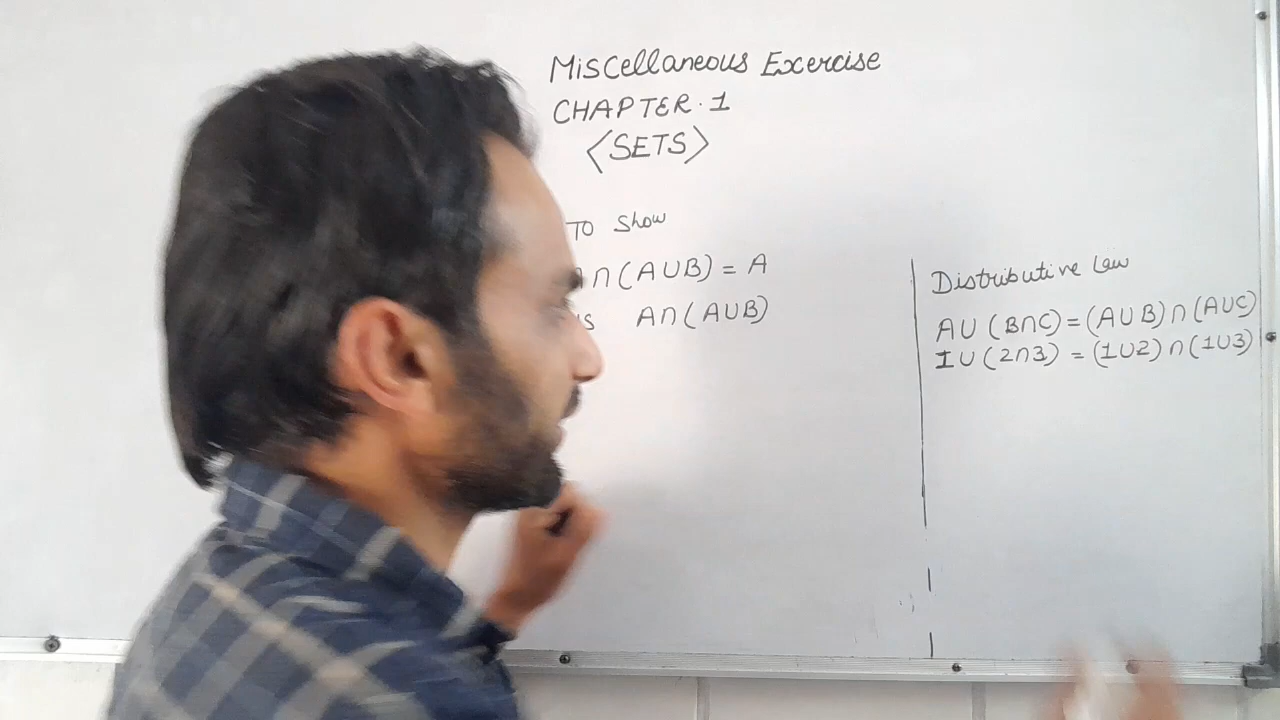 Miscellaneous Exercise
CHAPTER.1
<SETS>
TO Show
∩(A∪B) = A
A∩(A∪B)
Distributive Law
A∪(B∩C)=(A∪B)∩(A∪C)
1∪(2∩3) = (1∪2)∩(1∪3)